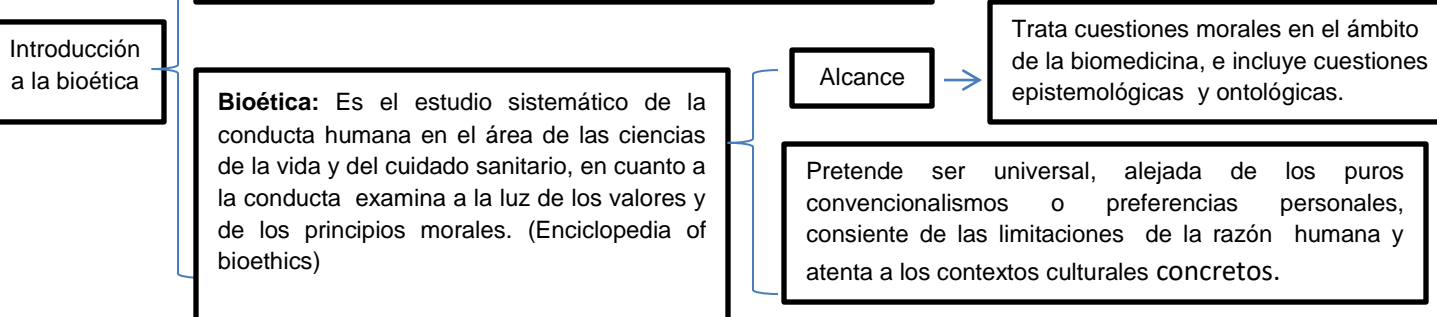 Introducción
a la bioética
Bioética: Es el estudio sistemático de la
conducta humana en el área de las ciencias
de la vida y del cuidado sanitario, en cuanto a
la conducta examina a la luz de los valores y
de los principios morales. (Enciclopedia of
bioethics)
Alcance
Trata cuestiones morales en el ámbito
de la biomedicina, e incluye cuestiones
epistemológicas y ontológicas.
Pretende ser universal, alejada de los puros
convencionalismos o preferencias personales,
consiente de las limitaciones de la razón humana y
atenta a los contextos culturales concretos.